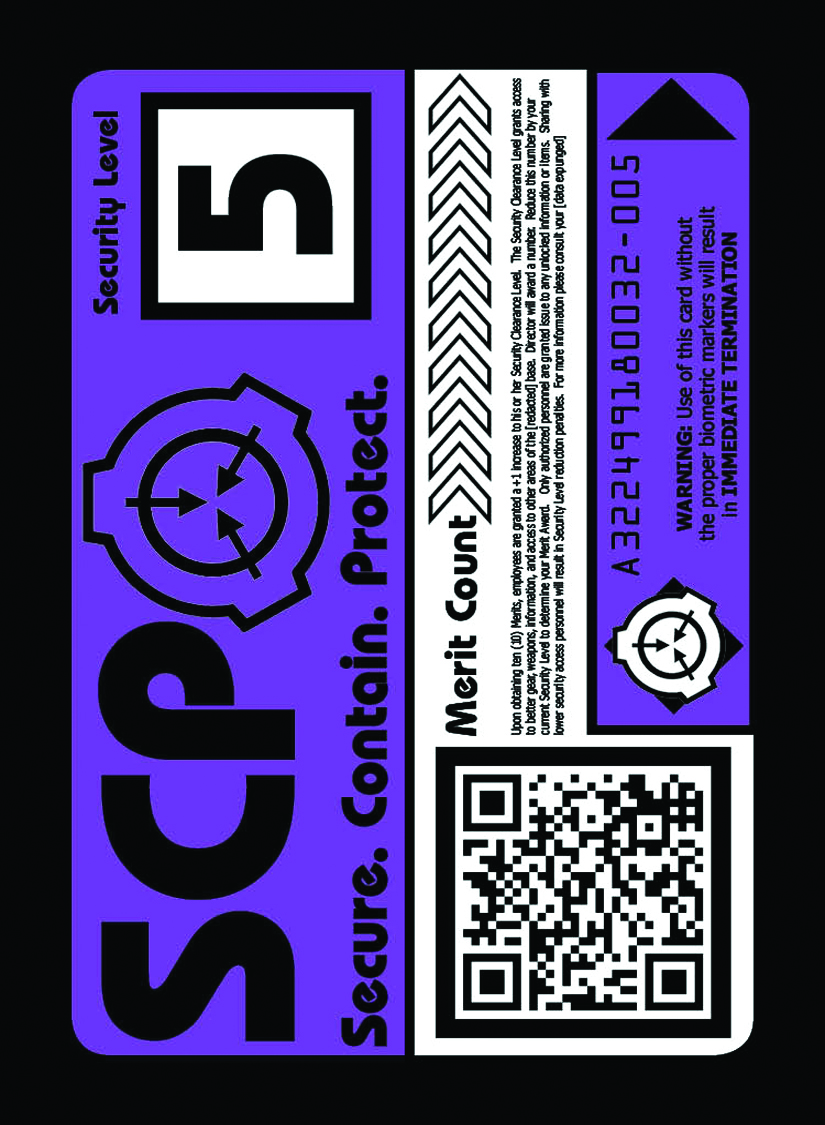 SCP
Security Level
5
Secure. Contain. Protect.
Merit Count
Upon obtaining ten (10) Merits, employees are granted a +1 increase to his or her Security Clearance Level. The Security Clearance Level grants access
to better gear, weapons, information, and access to other areas of the [redacted] base. Director will award a number. Reduce this number by your
current Security Level to determine your Merit Award. Only authorized personnel are granted issue to any unlocked information or items. Sharing with
lower security access personnel will result in Security Level reduction penalties. For more information please consult your [data expunged]
A322499180032-005
WARNING: Use of this card without
the proper biometric markers will result
in IMMEDIATE TERMINATION